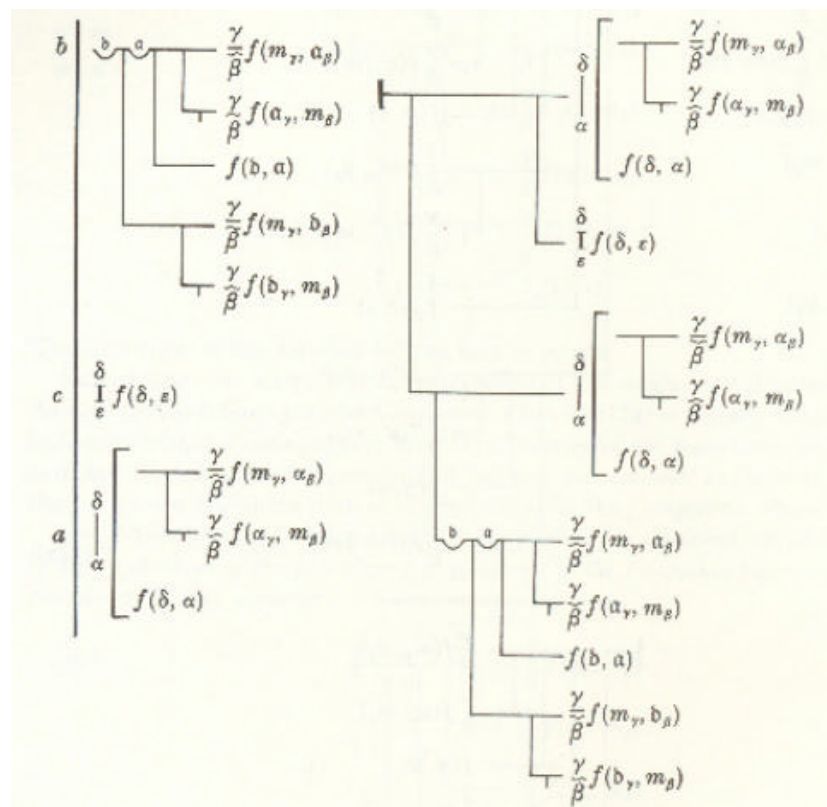 b 𝔡 𝔞 γ/β̃ f(m_γ, 𝔞_β)
γ/β̃ f(𝔞_γ, m_β)
f(𝔡, 𝔞)
γ/β̃ f(m_γ, 𝔡_β)
γ/β̃ f(𝔡_γ, m_β)
δ
c I f(δ, ε)
ε
γ/β̃ f(m_γ, α_β)
δ
a | γ/β̃ f(α_γ, m_β)
α
f(δ, α)
γ/β̃ f(m_γ, α_β)
δ
| γ/β̃ f(α_γ, m_β)
α
f(δ, α)
δ
I f(δ, ε)
ε
γ/β̃ f(m_γ, α_β)
δ
| γ/β̃ f(α_γ, m_β)
α
f(δ, α)
𝔡 𝔞 γ/β̃ f(m_γ, 𝔞_β)
γ/β̃ f(𝔞_γ, m_β)
f(𝔡, 𝔞)
γ/β̃ f(m_γ, 𝔡_β)
γ/β̃ f(𝔡_γ, m_β)